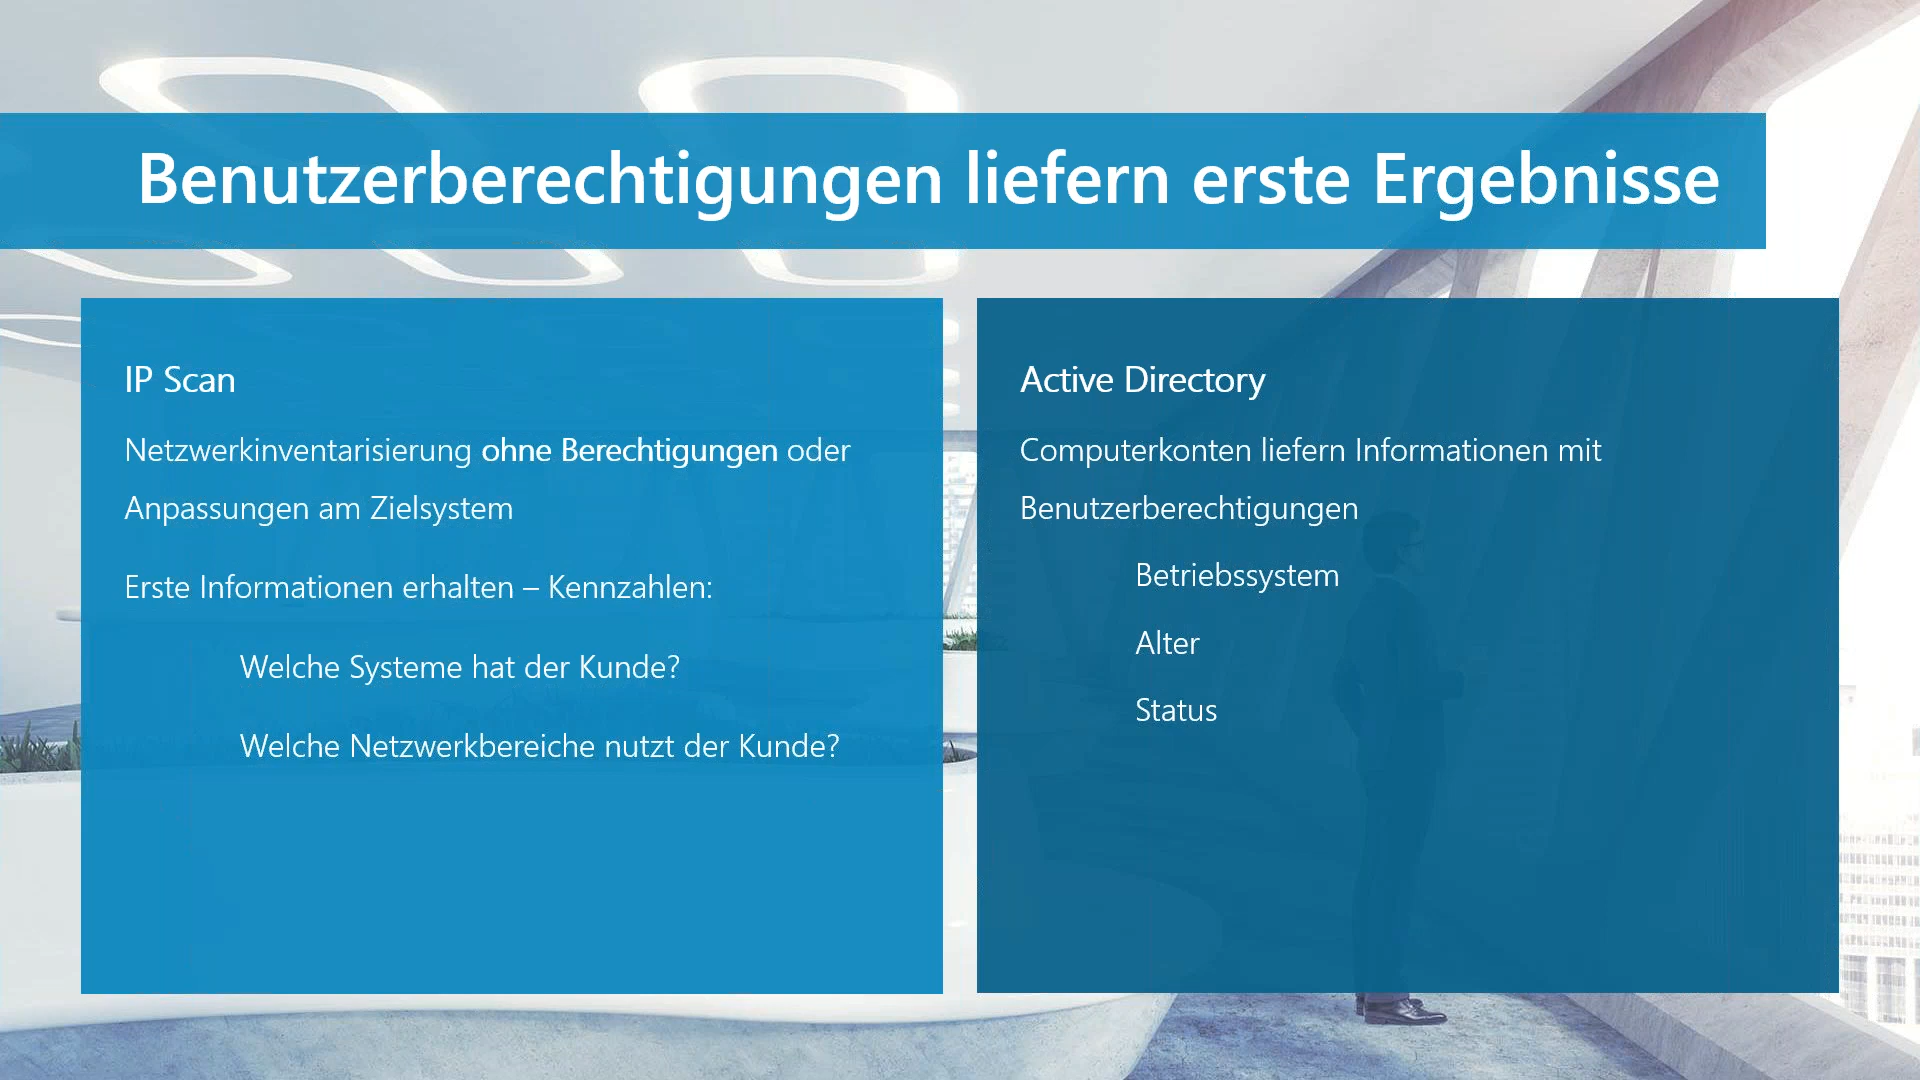 Benutzerberechtigungen liefern erste Ergebnisse
IP Scan
Netzwerkinventarisierung ohne Berechtigungen oder
Anpassungen am Zielsystem
Erste Informationen erhalten – Kennzahlen:
Welche Systeme hat der Kunde?
Welche Netzwerkbereiche nutzt der Kunde?
Active Directory
Computerkonten liefern Informationen mit
Benutzerberechtigungen
Betriebssystem
Alter
Status